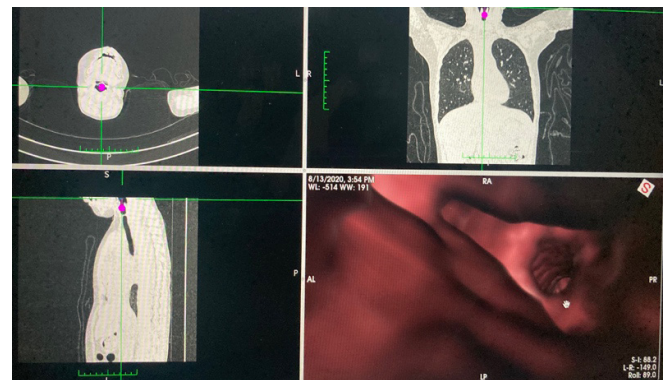 L
P
R
L
S
P
8/13/2020, 3:54 PM
WL: -514 WW: 191
RA
S
AL
PR
LP
S-I: 88.2
L-R: -149.0
Roll: 89.0